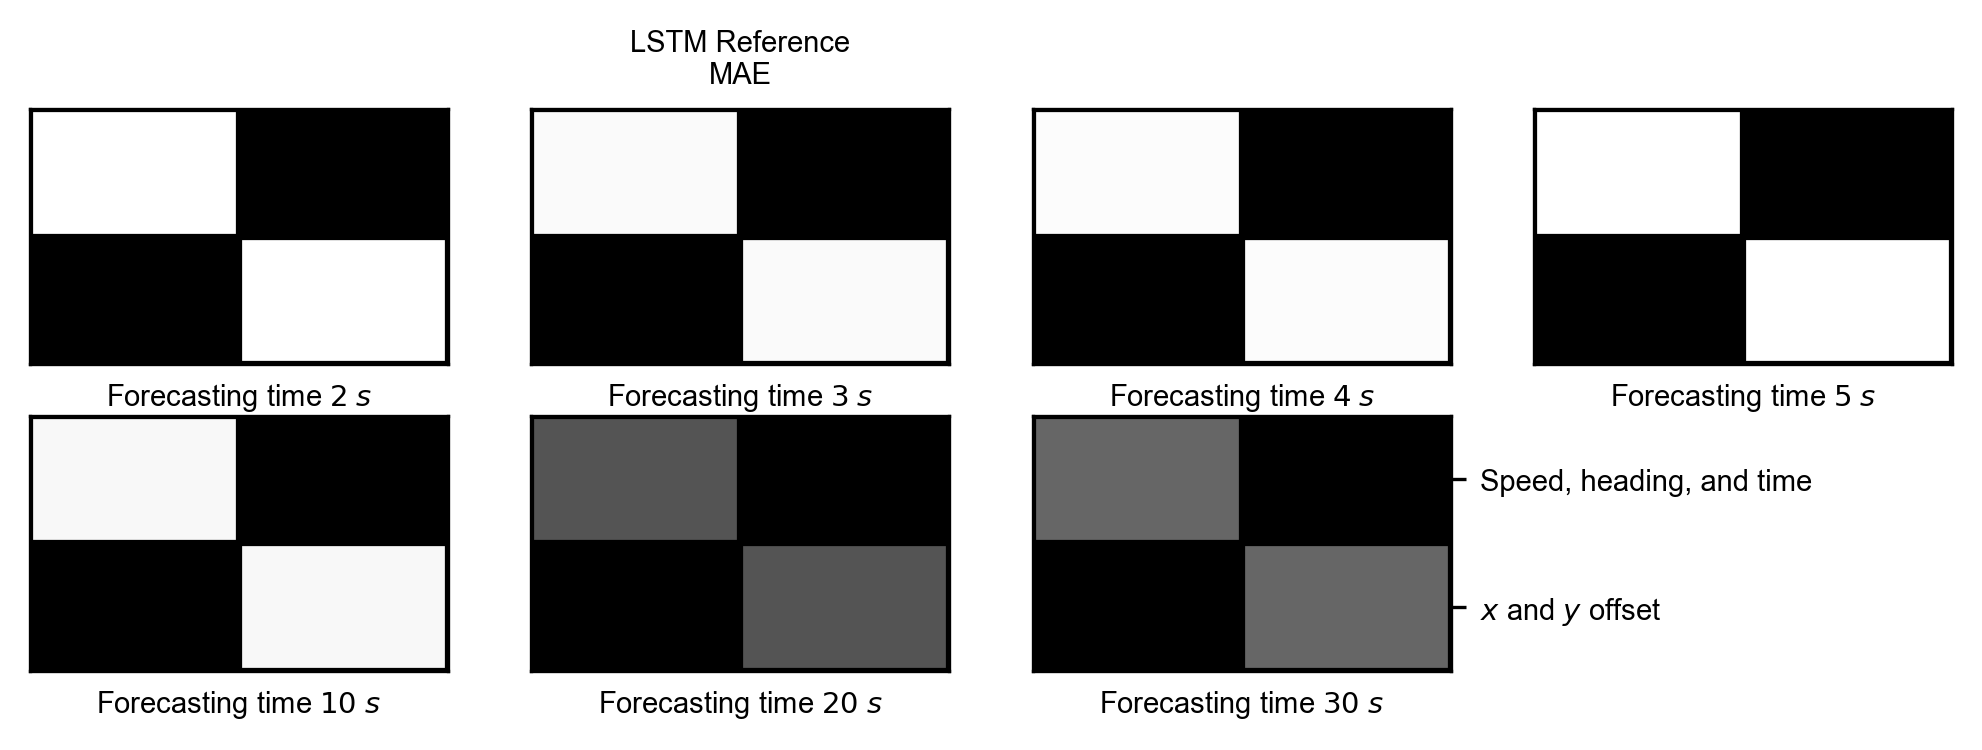 LSTM Reference
MAE
Forecasting time 2 s
Forecasting time 3 s
Forecasting time 4 s
Forecasting time 5 s
Speed, heading, and time
x and y offset
Forecasting time 10 s
Forecasting time 20 s
Forecasting time 30 s